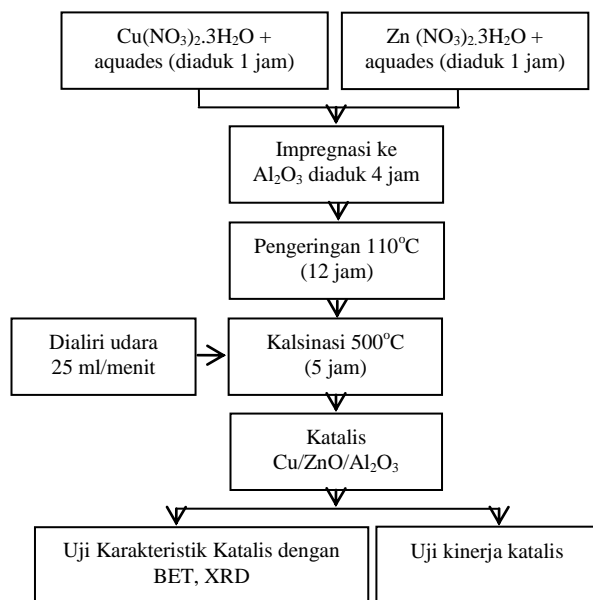 Cu(NO₃)₂.3H₂O +
aquades (diaduk 1 jam)
Zn (NO₃)₂.3H₂O +
aquades (diaduk 1 jam)
Impregnasi ke
Al₂O₃ diaduk 4 jam
Pengeringan 110°C
(12 jam)
Dialiri udara
25 ml/menit
Kalsinasi 500°C
(5 jam)
Katalis
Cu/ZnO/Al₂O₃
Uji Karakteristik Katalis dengan
BET, XRD
Uji kinerja katalis